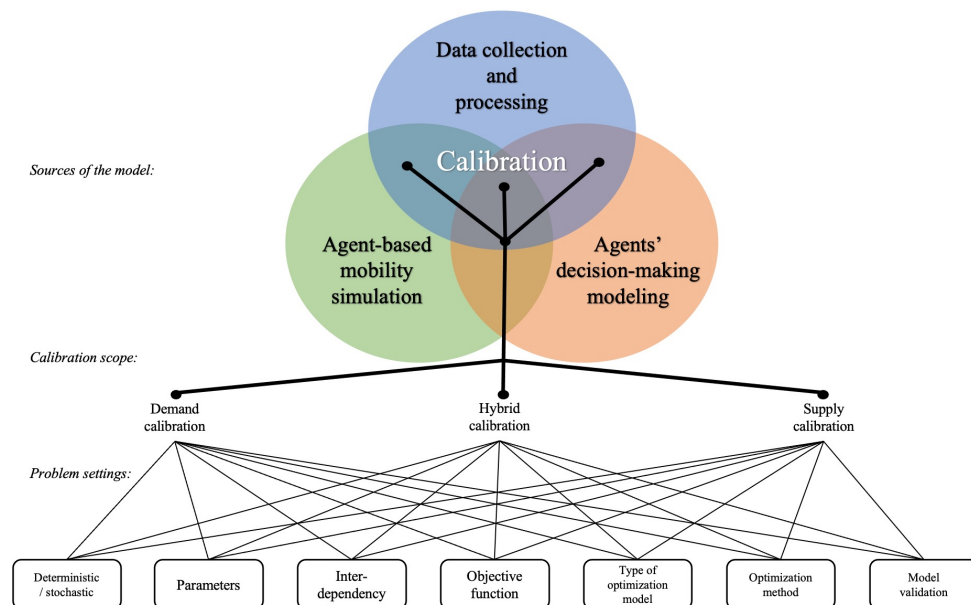 Data collection
and
processing
Sources of the model:
Calibration
Agent-based
mobility
simulation
Agents’
decision-making
modeling
Calibration scope:
Demand
calibration
Hybrid
calibration
Supply
calibration
Problem settings:
Deterministic
/ stochastic
Parameters
Inter-
dependency
Objective
function
Type of
optimization
model
Optimization
method
Model
validation